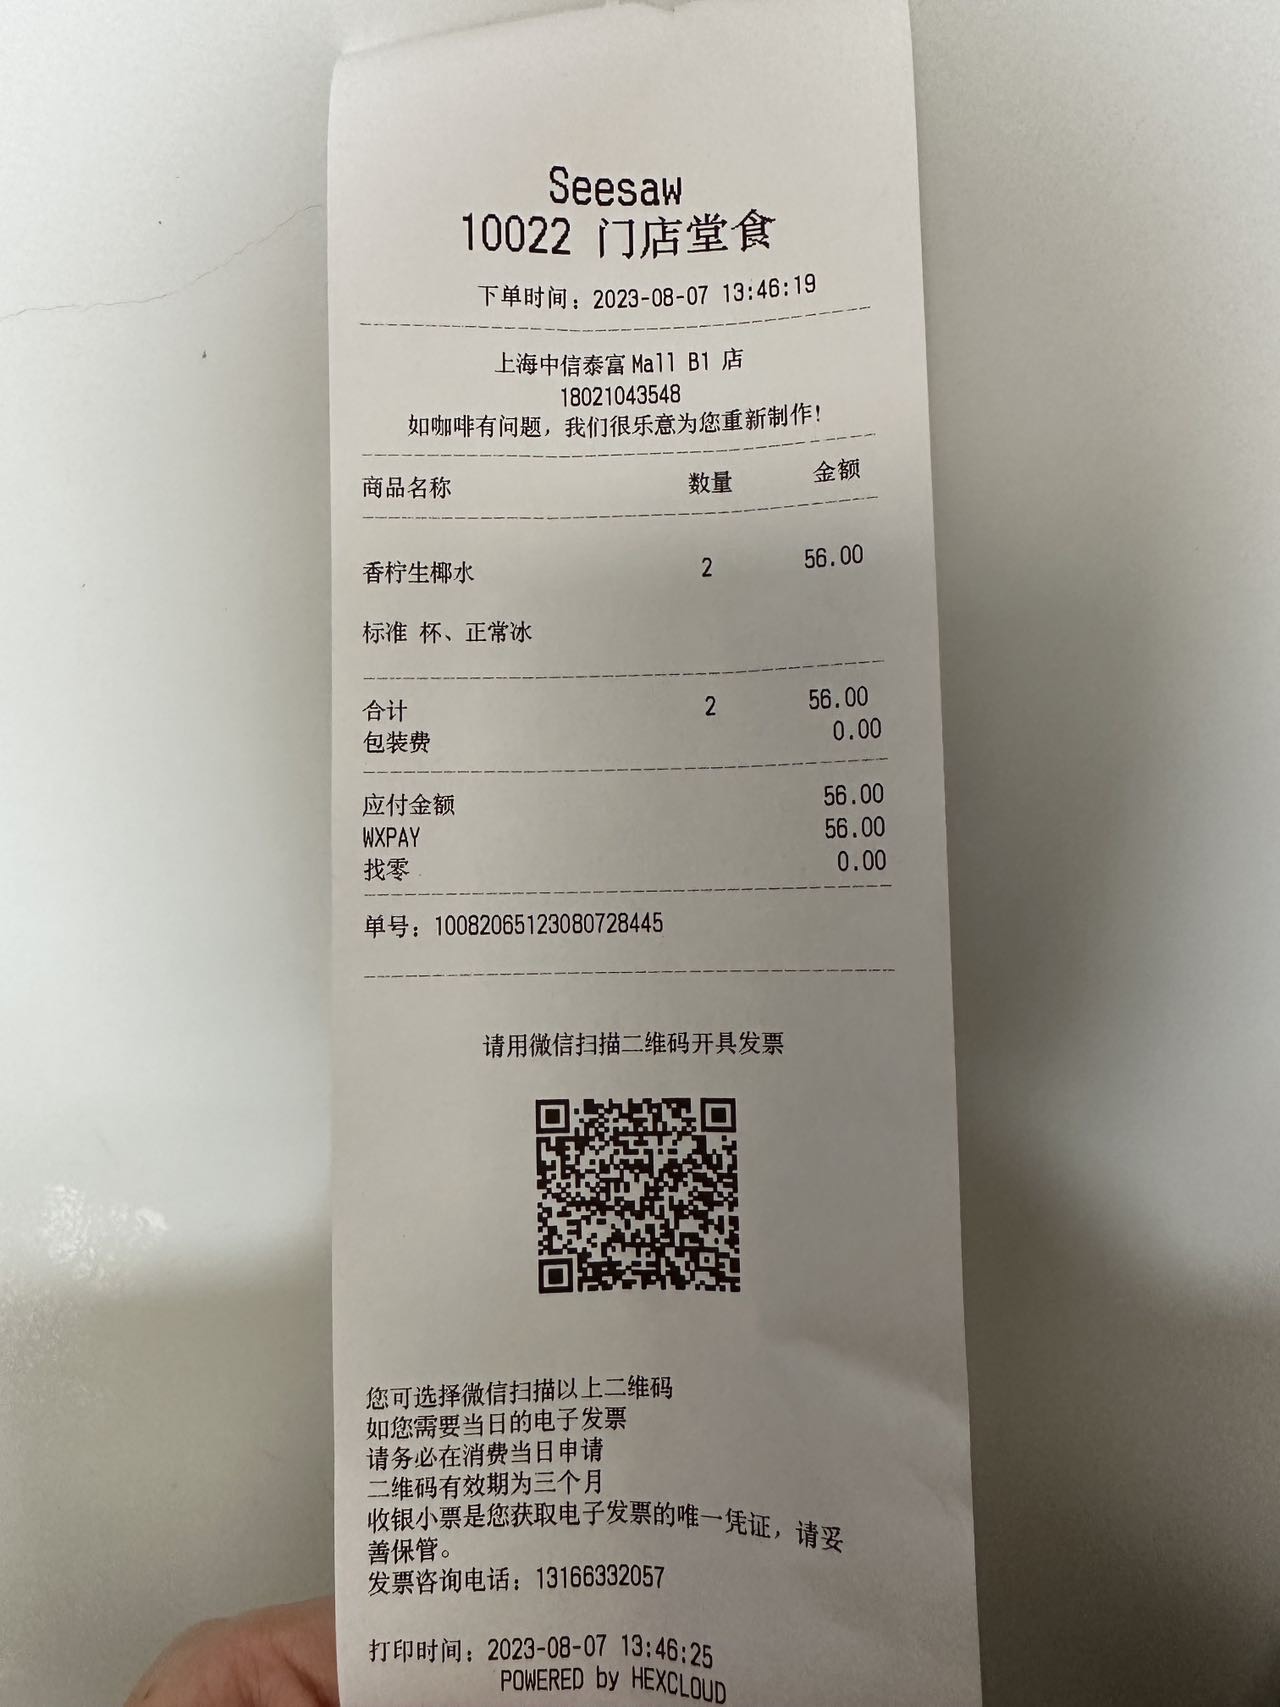 Seesaw
10022 门店堂食
下单时间：2023-08-07 13:46:19
上海中信泰富Mall B1 店
18021043548
如咖啡有问题，我们很乐意为您重新制作！
商品名称 数量 金额
香柠生椰水 2 56.00
标准 杯、正常冰
合计 2 56.00
包装费 0.00
应付金额 56.00
WXPAY 56.00
找零 0.00
单号：10082065123080728445
请用微信扫描二维码开具发票
您可选择微信扫描以上二维码
如您需要当日的电子发票
请务必在消费当日申请
二维码有效期为三个月
收银小票是您获取电子发票的唯一凭证，请妥
善保管。
发票咨询电话：13166332057
打印时间：2023-08-07 13:46:25
POWERED by HEXCLOUD